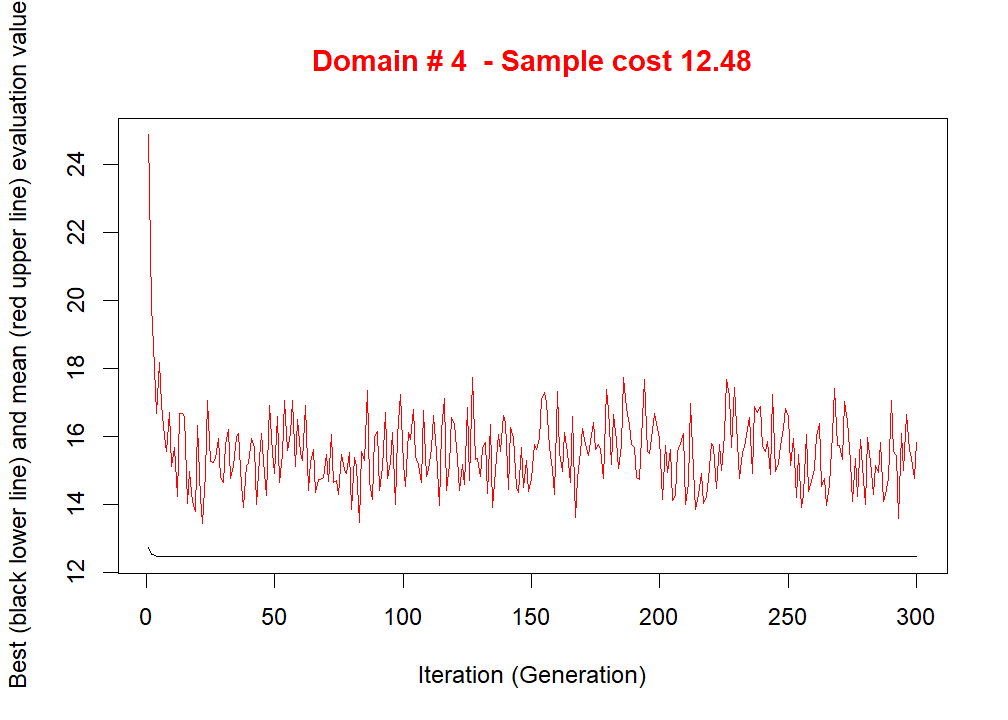 Domain # 4  - Sample cost 12.48
Best (black lower line) and mean (red upper line) evaluation value
24
22
20
18
16
14
12
0 50 100 150 200 250 300
Iteration (Generation)